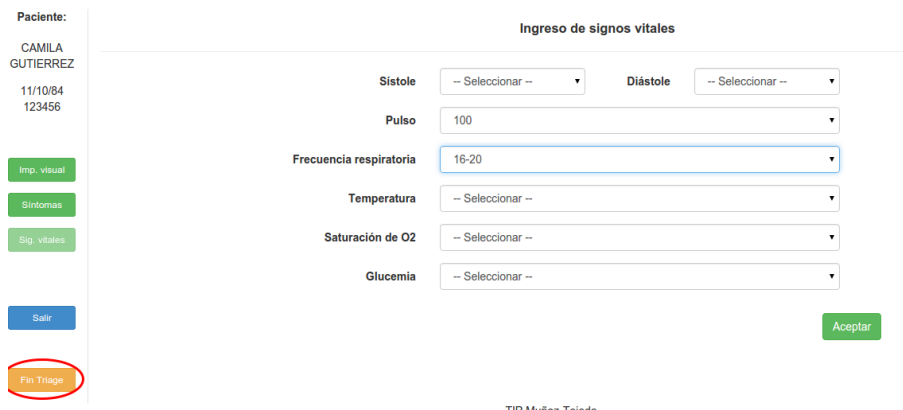 Paciente:
CAMILA
GUTIERREZ
11/10/84
123456
Imp. visual
Síntomas
Sig. vitales
Salir
Fin Triage
Ingreso de signos vitales
Sístole -- Seleccionar -- Diástole -- Seleccionar --
Pulso 100
Frecuencia respiratoria 16-20
Temperatura -- Seleccionar --
Saturación de O2 -- Seleccionar --
Glucemia -- Seleccionar --
Aceptar